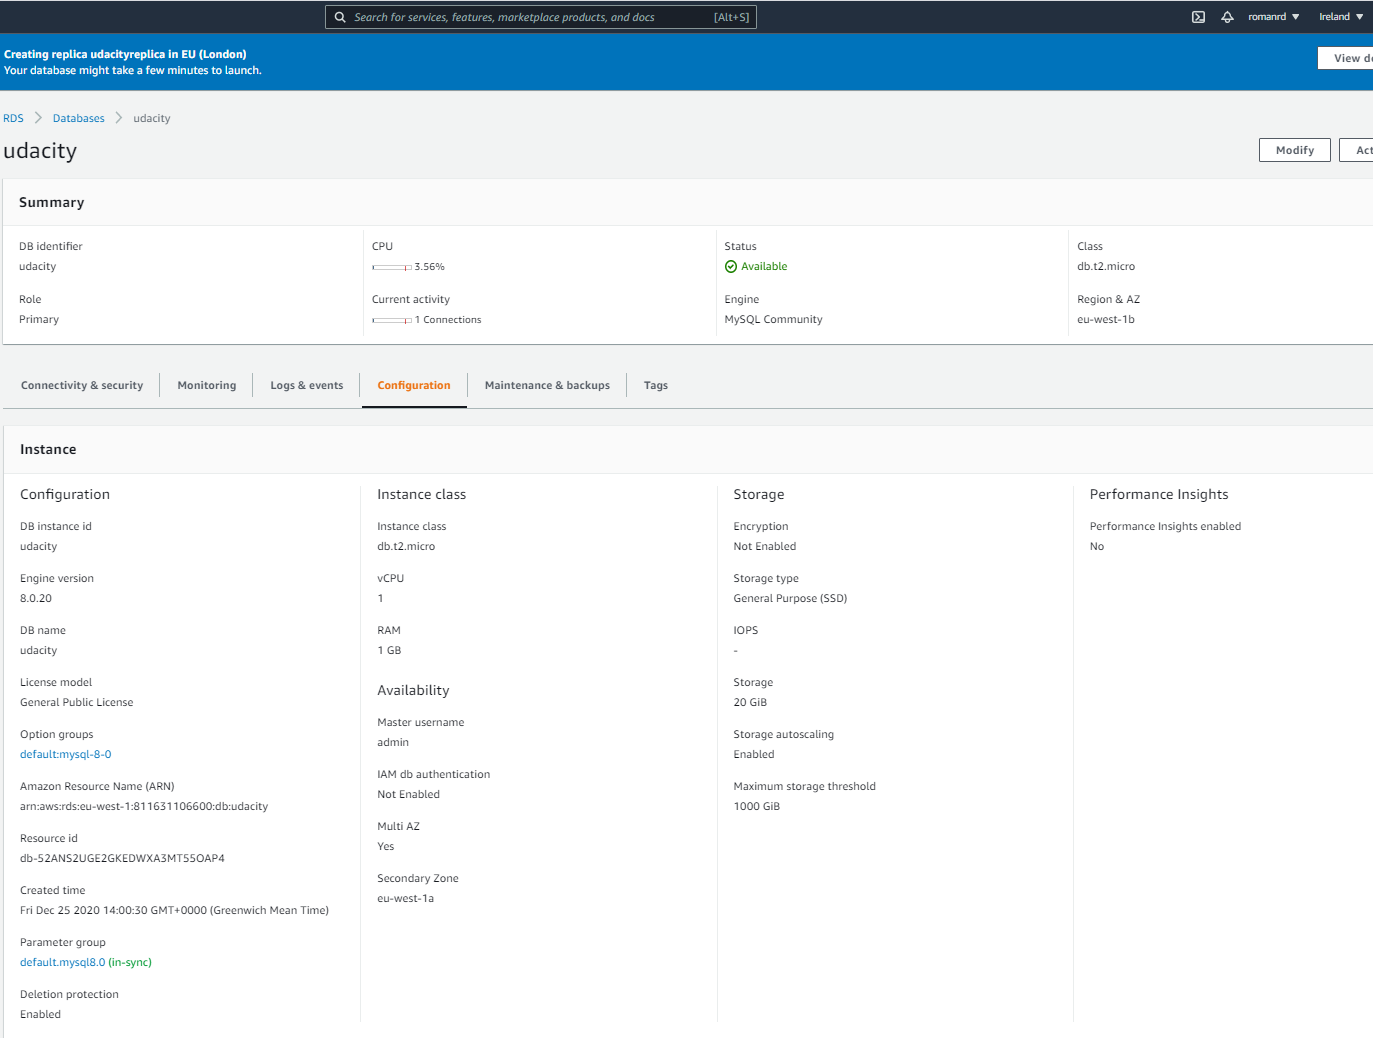 Search for services, features, marketplace products, and docs [Alt+S]
romanrd ▼ Ireland ▼
Creating replica udacityreplica in EU (London)
Your database might take a few minutes to launch.
View de
RDS > Databases > udacity
udacity
Modify
Act
Summary
DB identifier
udacity
Role
Primary
CPU
3.56%
Current activity
1 Connections
Status
Available
Engine
MySQL Community
Class
db.t2.micro
Region & AZ
eu-west-1b
Connectivity & security
Monitoring
Logs & events
Configuration
Maintenance & backups
Tags
Instance
Configuration
DB instance id
udacity
Engine version
8.0.20
DB name
udacity
License model
General Public License
Option groups
default:mysql-8-0
Amazon Resource Name (ARN)
arn:aws:rds:eu-west-1:811631106600:db:udacity
Resource id
db-52ANS2UGE2GKEDWXA3MT55OAP4
Created time
Fri Dec 25 2020 14:00:30 GMT+0000 (Greenwich Mean Time)
Parameter group
default.mysql8.0 (in-sync)
Deletion protection
Enabled
Instance class
Instance class
db.t2.micro
vCPU
1
RAM
1 GB
Availability
Master username
admin
IAM db authentication
Not Enabled
Multi AZ
Yes
Secondary Zone
eu-west-1a
Storage
Encryption
Not Enabled
Storage type
General Purpose (SSD)
IOPS
-
Storage
20 GiB
Storage autoscaling
Enabled
Maximum storage threshold
1000 GiB
Performance Insights
Performance Insights enabled
No